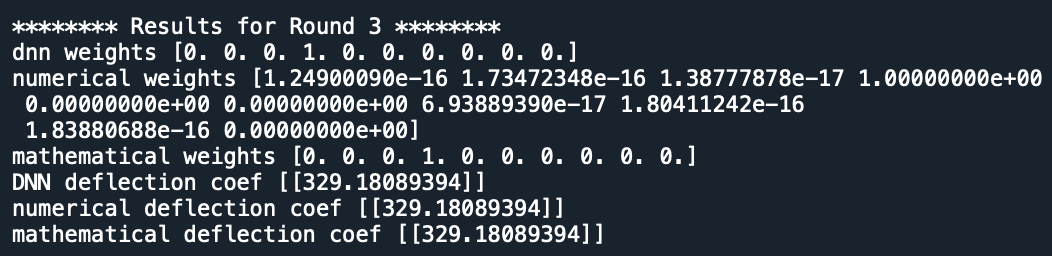 ******** Results for Round 3 ********
dnn weights [0. 0. 0. 1. 0. 0. 0. 0. 0. 0.]
numerical weights [1.24900090e-16 1.73472348e-16 1.38777878e-17 1.00000000e+00
 0.00000000e+00 0.00000000e+00 6.93889390e-17 1.80411242e-16
 1.83880688e-16 0.00000000e+00]
mathematical weights [0. 0. 0. 1. 0. 0. 0. 0. 0. 0.]
DNN deflection coef [[329.18089394]]
numerical deflection coef [[329.18089394]]
mathematical deflection coef [[329.18089394]]